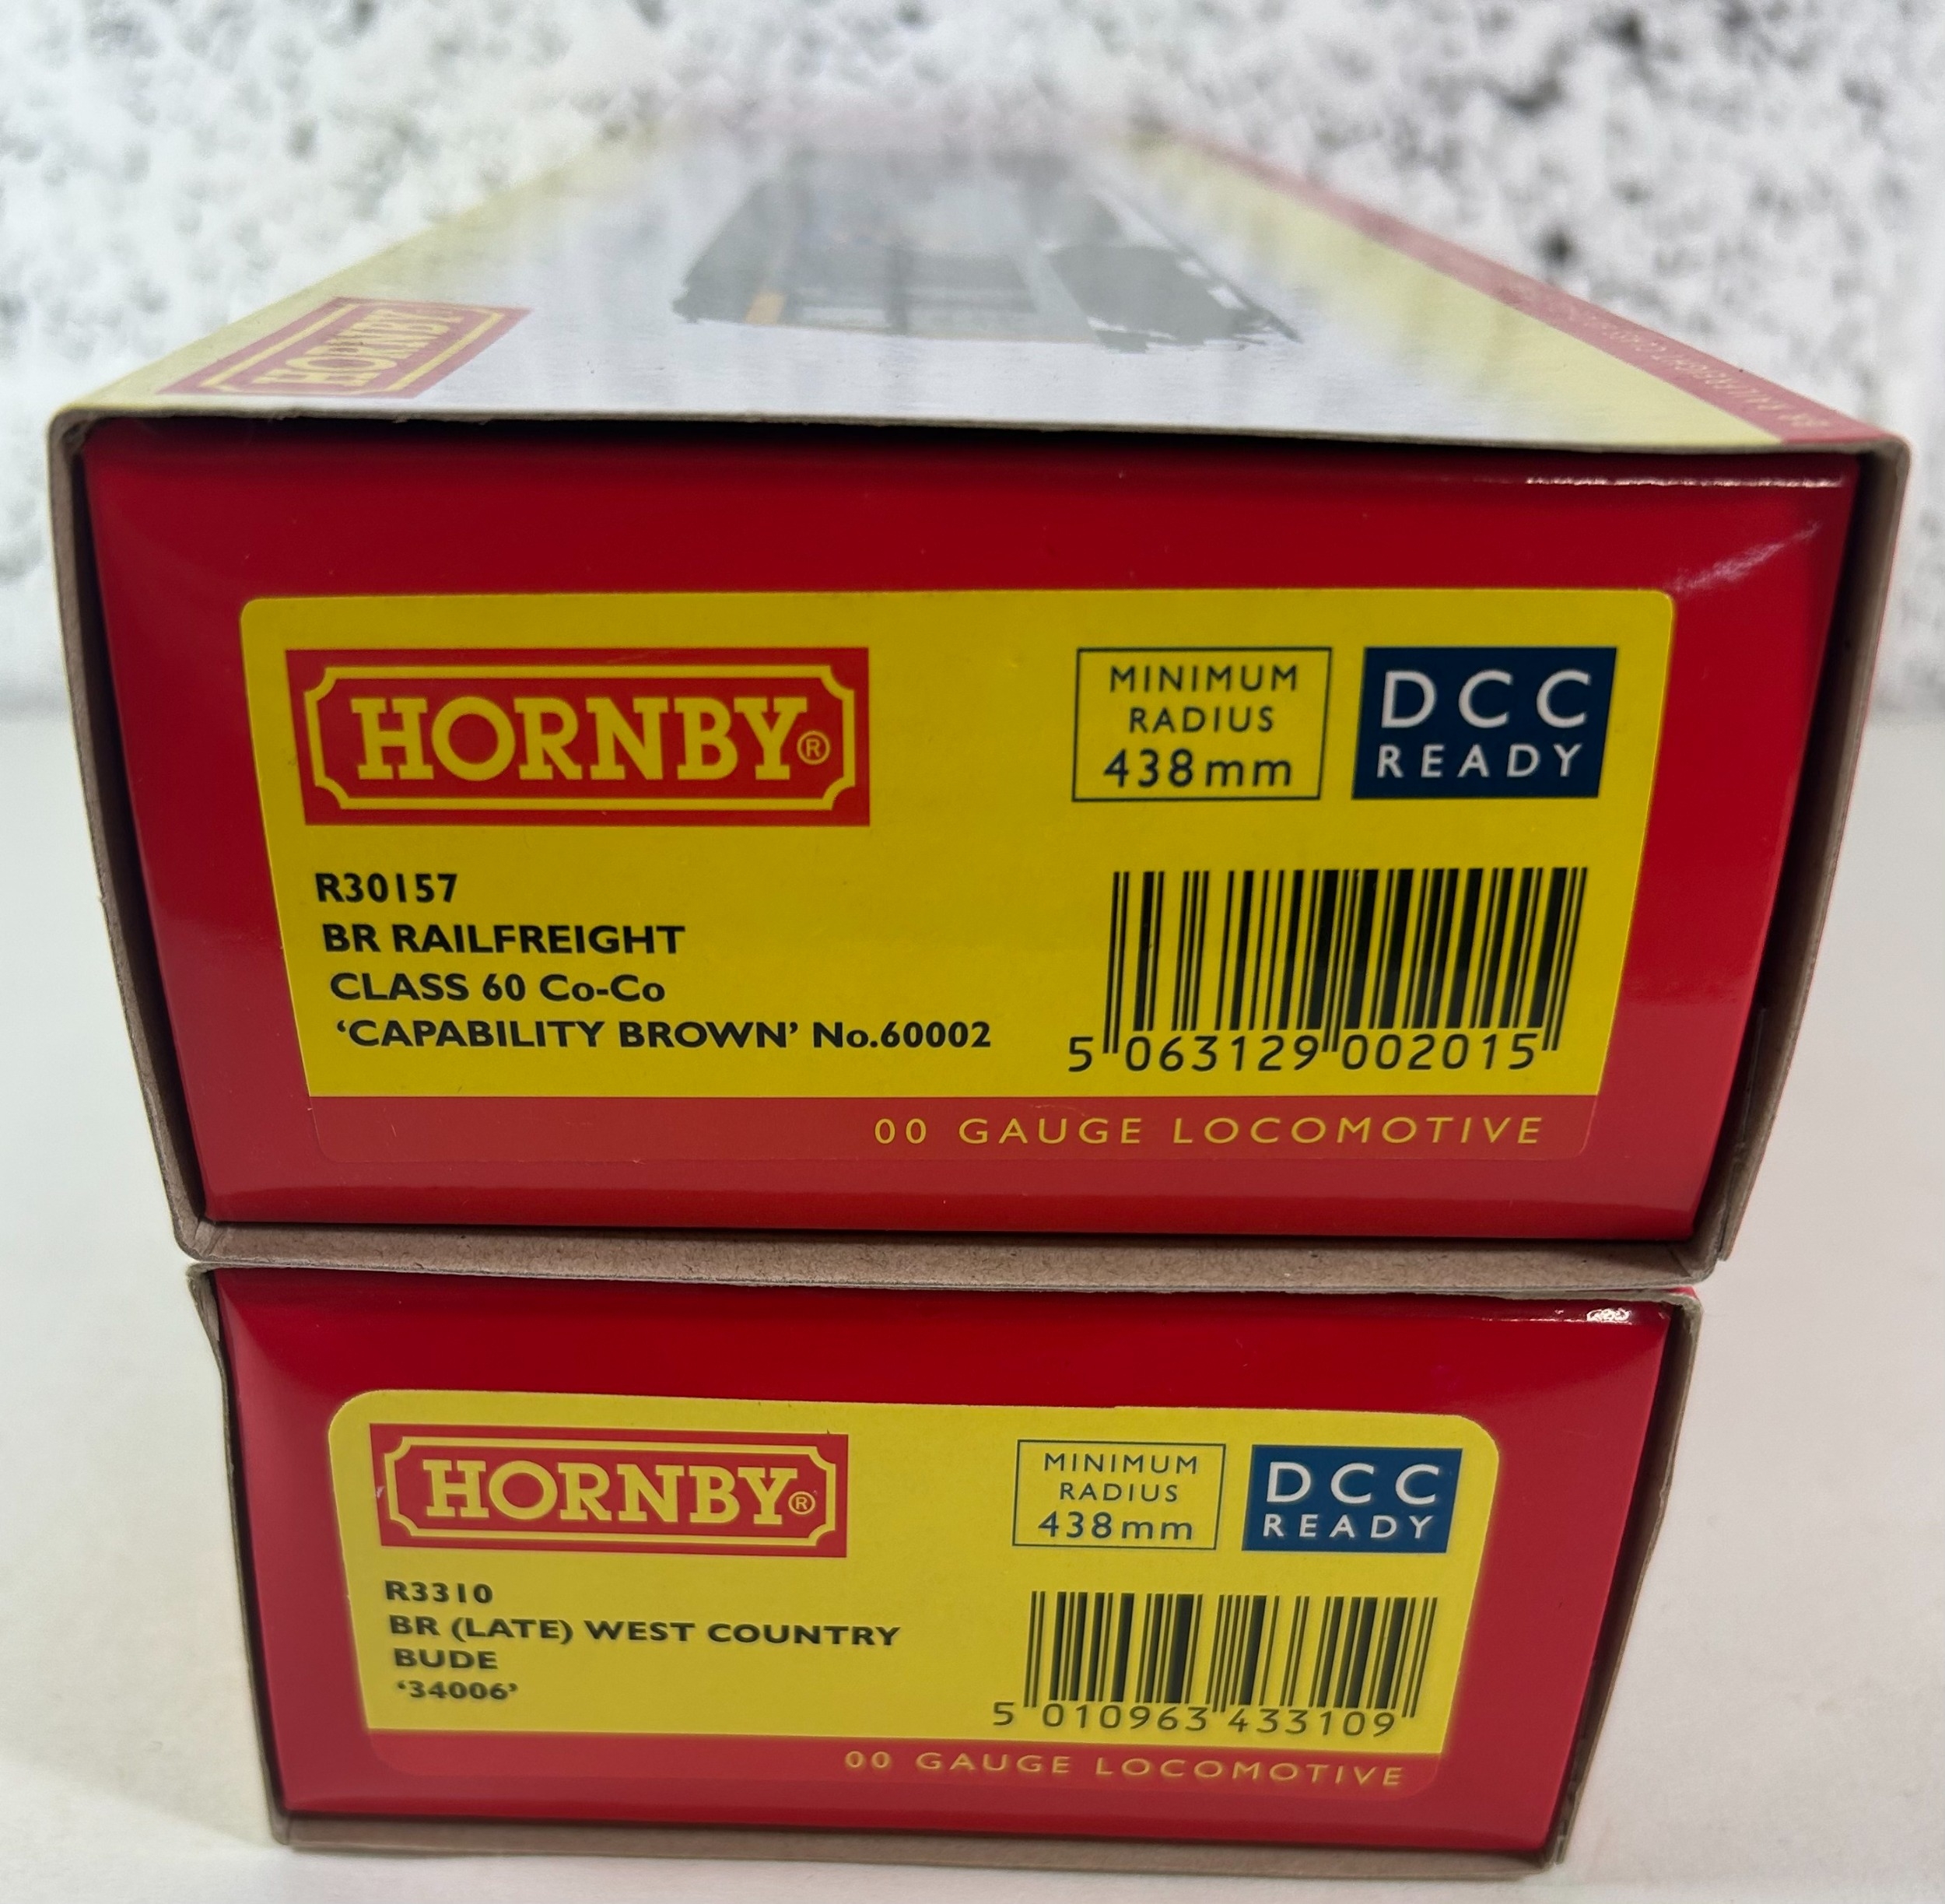 HORNBY
HORNBY®
MINIMUM
RADIUS
438mm
DCC
READY
R30157
BR RAILFREIGHT
CLASS 60 Co-Co
‘CAPABILITY BROWN’ No.60002
5 063129 002015
00 GAUGE LOCOMOTIVE
HORNBY®
MINIMUM
RADIUS
438mm
DCC
READY
R3310
BR (LATE) WEST COUNTRY
BUDE
‘34006’
5 010963 433109
00 GAUGE LOCOMOTIVE